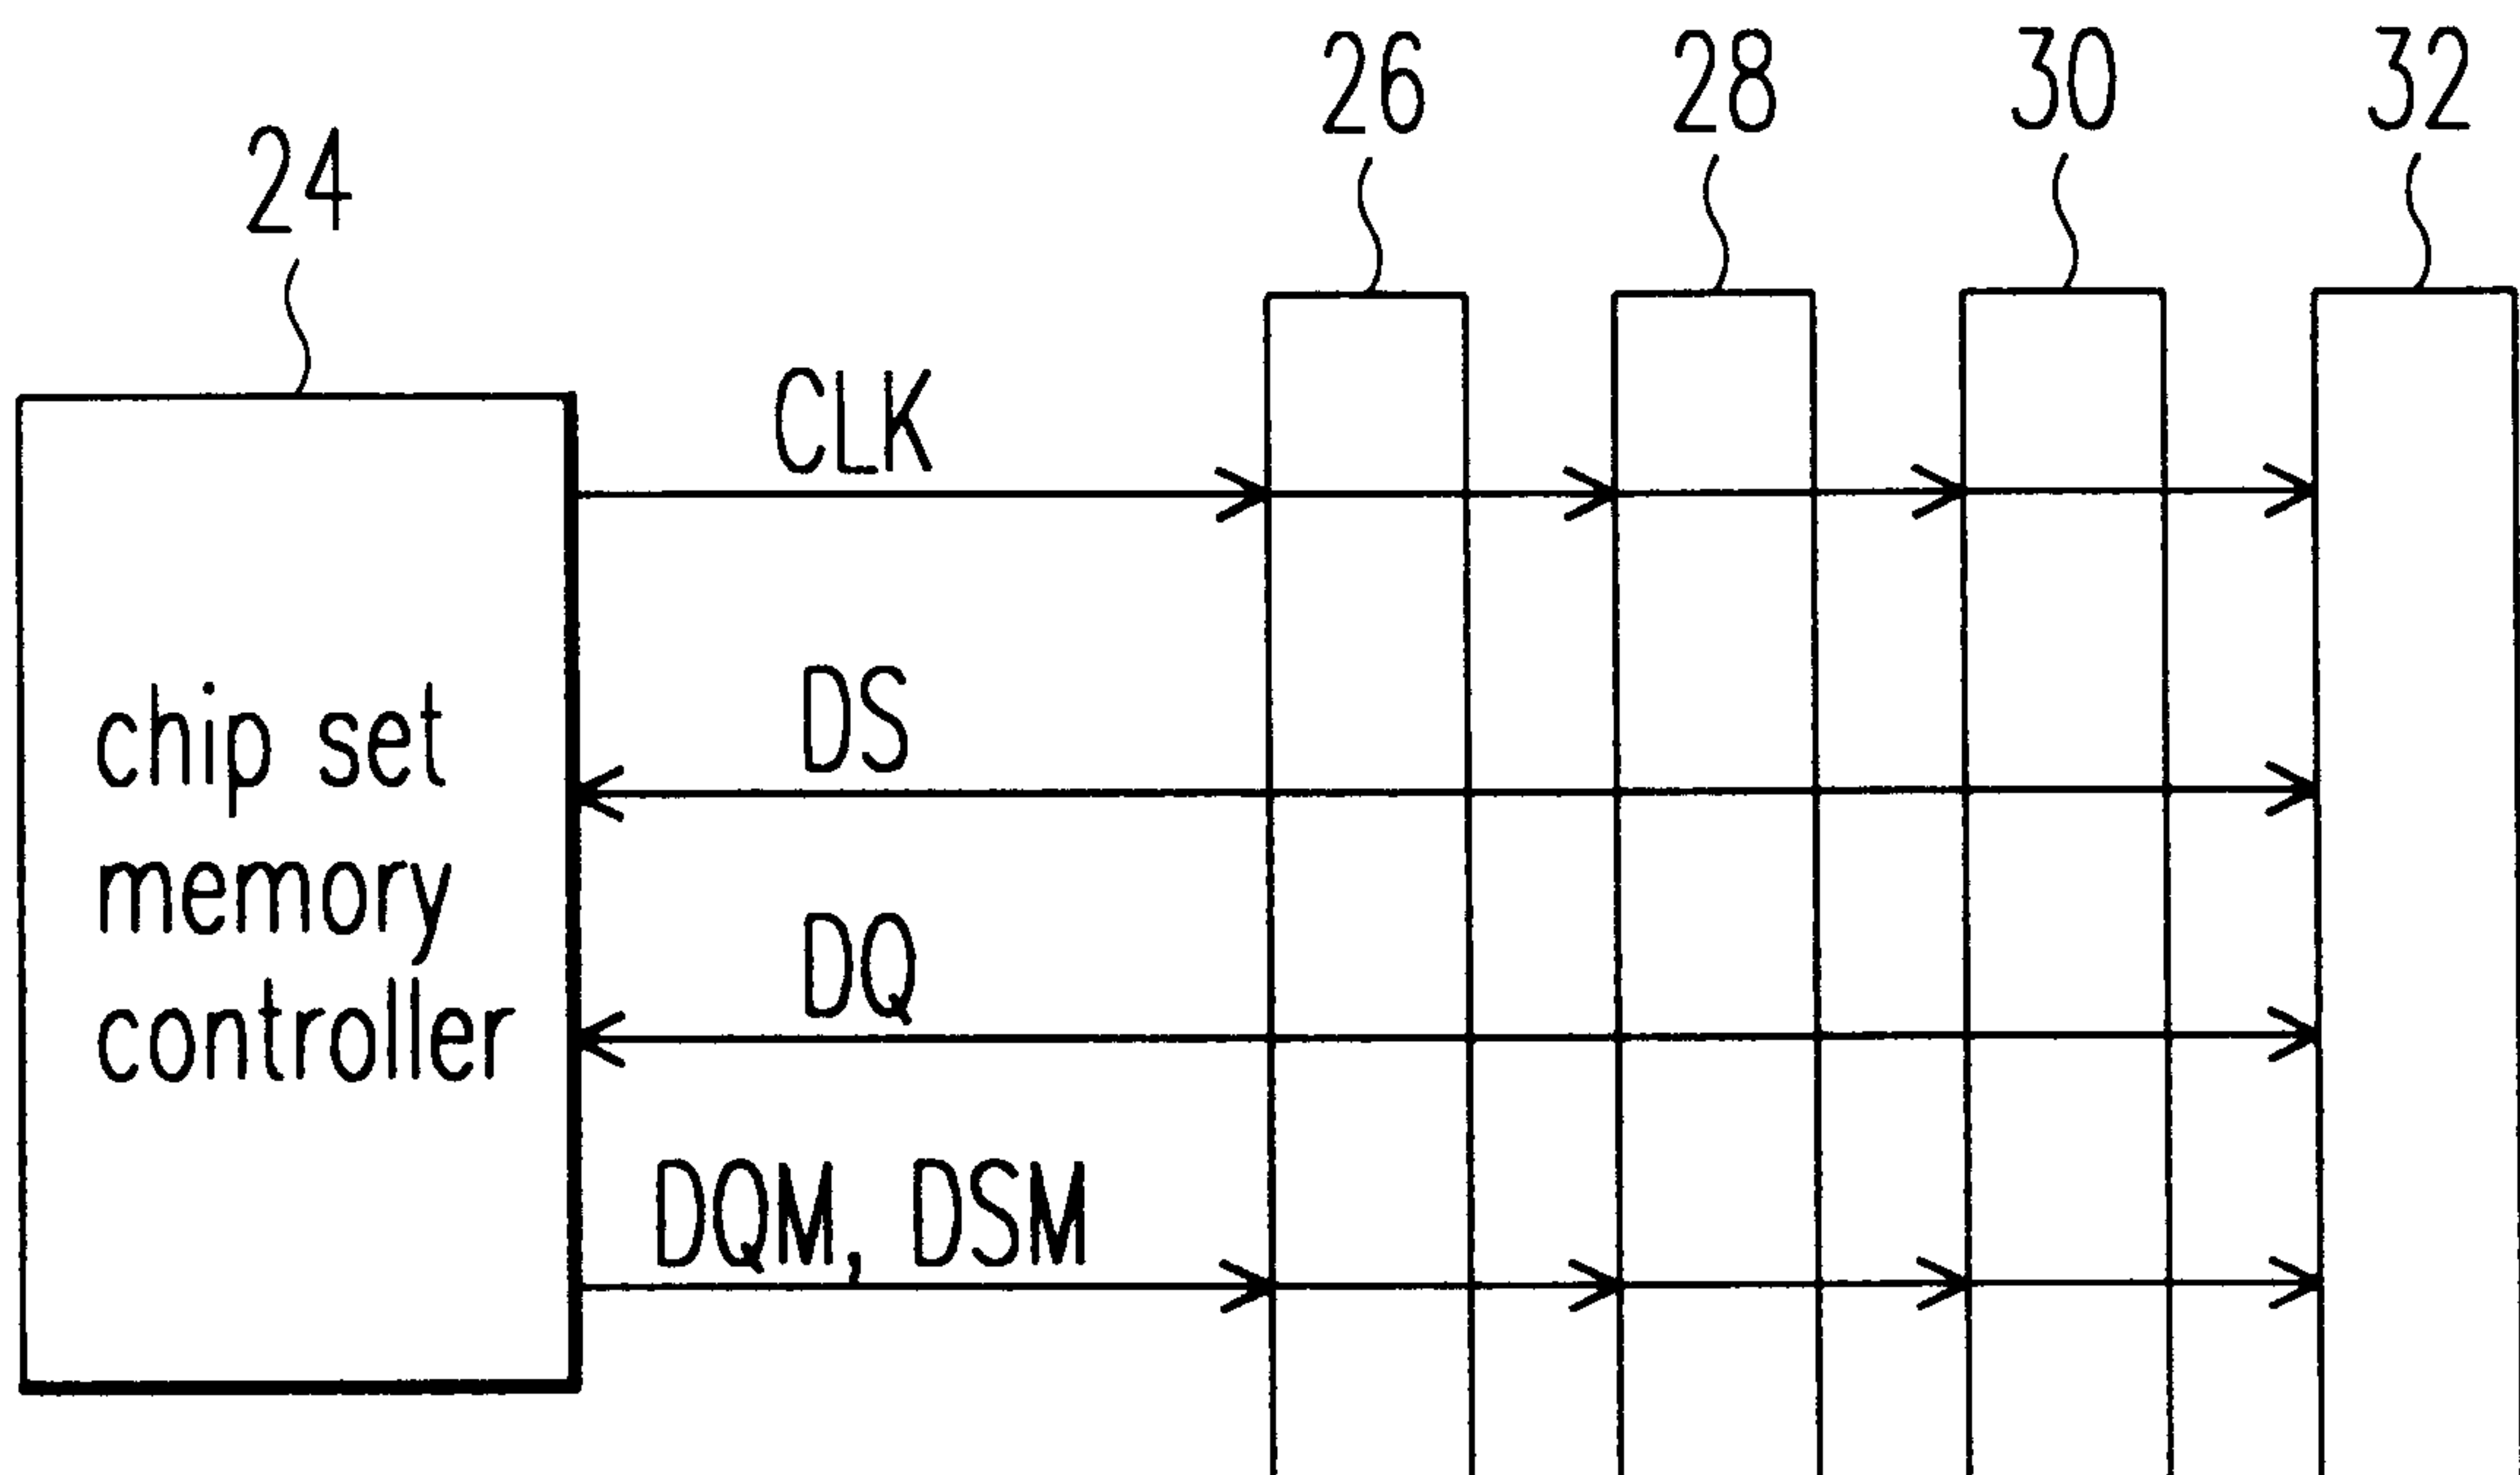 26
28
30
32
24
CLK
DS
chip set
memory
controller
DQ
DQM, DSM